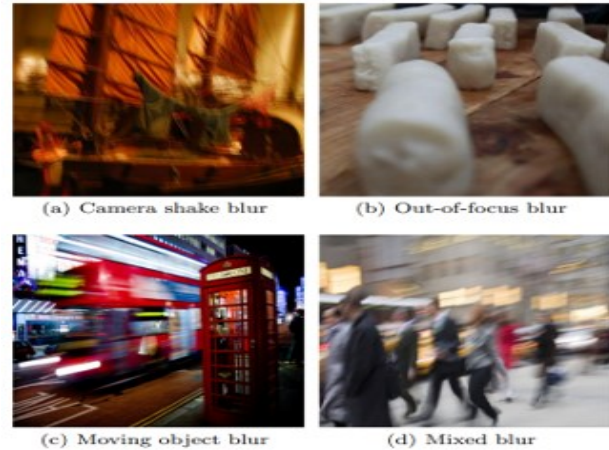 (a) Camera shake blur
(b) Out-of-focus blur
(c) Moving object blur
(d) Mixed blur